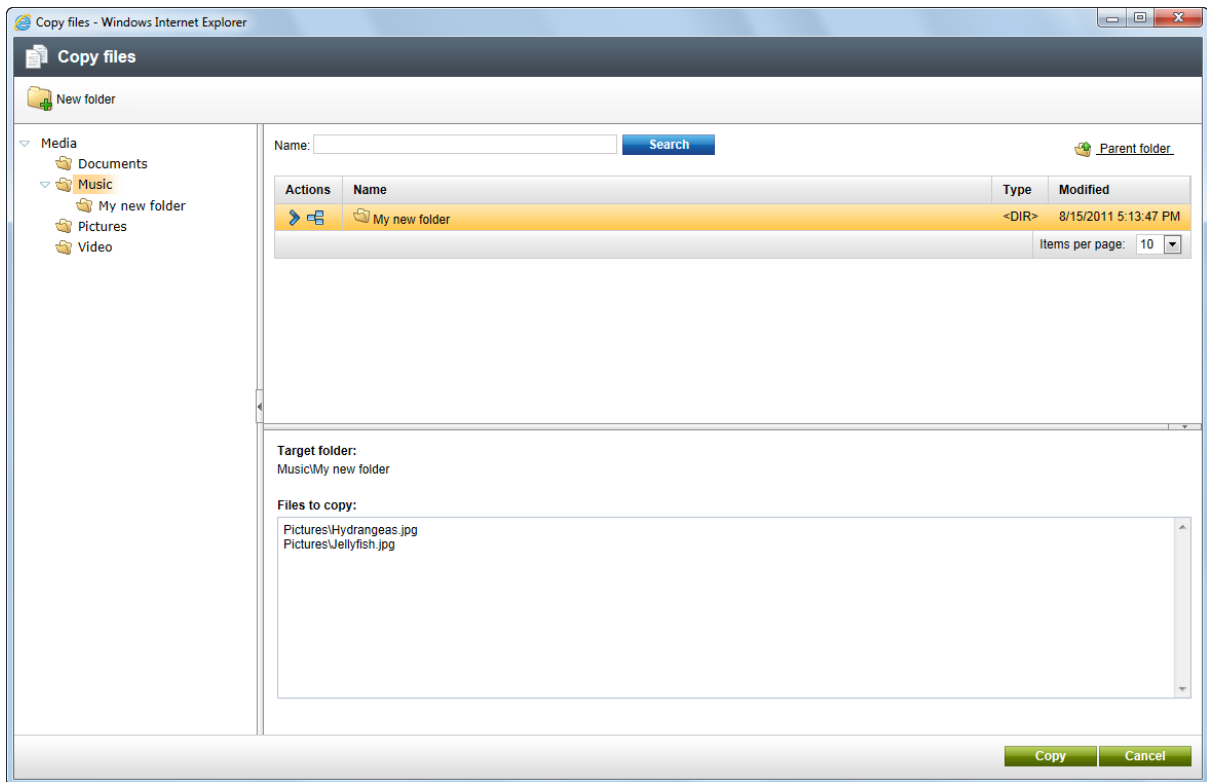 Copy files - Windows Internet Explorer
Copy files
New folder
Media
Documents
Music
My new folder
Pictures
Video
Name: Search Parent folder
Actions Name Type Modified
My new folder <DIR> 8/15/2011 5:13:47 PM
Items per page: 10
Target folder:
Music\My new folder
Files to copy:
Pictures\Hydrangeas.jpg
Pictures\Jellyfish.jpg
Copy Cancel